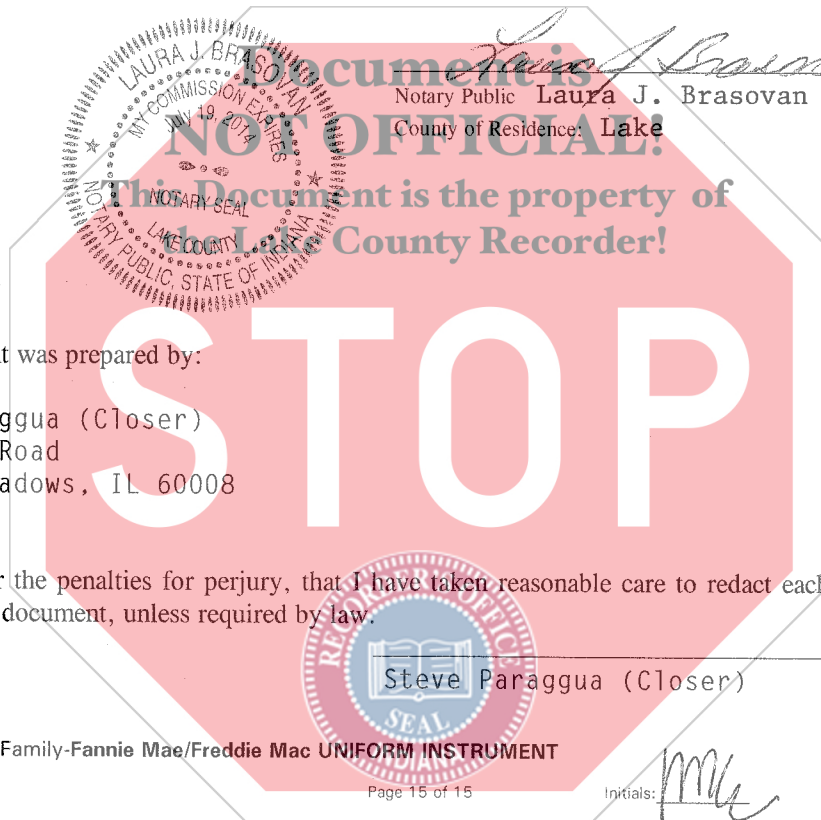 LAURA J. BRASOVAN
MY COMMISSION EXPIRES
July 19, 2014
NOTARY SEAL
LAKE COUNTY
NOTARY PUBLIC, STATE OF INDIANA
Laura J Brasovan
Notary Public Laura J. Brasovan
County of Residence: Lake
Document is
NOT OFFICIAL!
This Document is the property of
the Lake County Recorder!
STOP
t was prepared by:
ggua (Closer)
Road
adows, IL 60008
r the penalties for perjury, that I have taken reasonable care to redact each
document, unless required by law.
RECORDER'S OFFICE
SEAL
INDIANA
Steve Paraggua (Closer)
Family-Fannie Mae/Freddie Mac UNIFORM INSTRUMENT
Page 15 of 15
Initials: